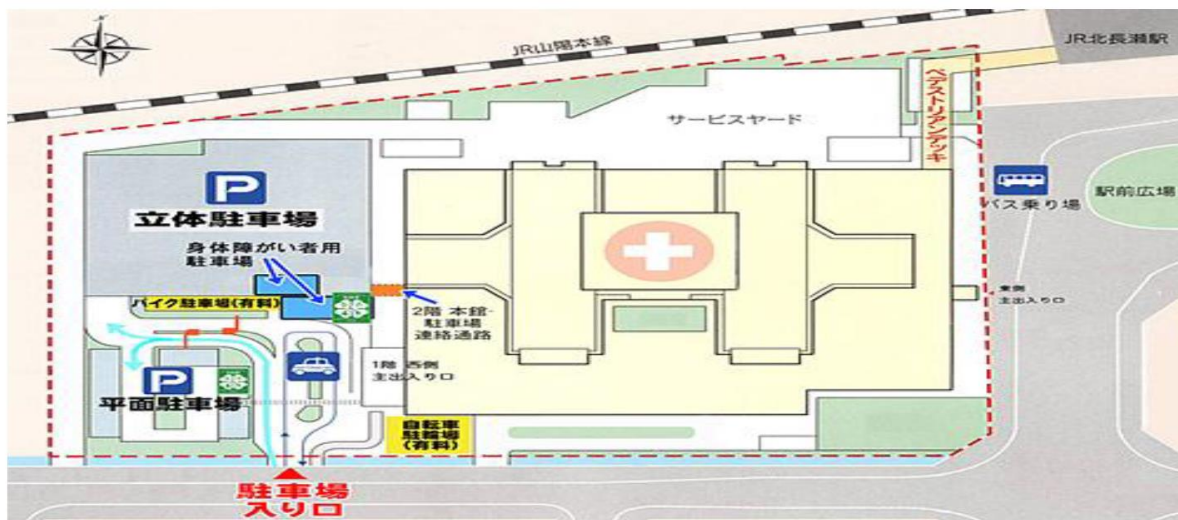 JR山陽本線
JR北長瀬駅
ペデストリアンデッキ
サービスヤード
バス乗り場
駅前広場
P
立体駐車場
身体障がい者用
駐車場
バイク駐車場(有料)
2階 本館-
駐車場
連絡通路
東側
主出入り口
1階 西側
主出入り口
P
平面駐車場
自転車
駐輪場
(有料)
駐車場
入り口